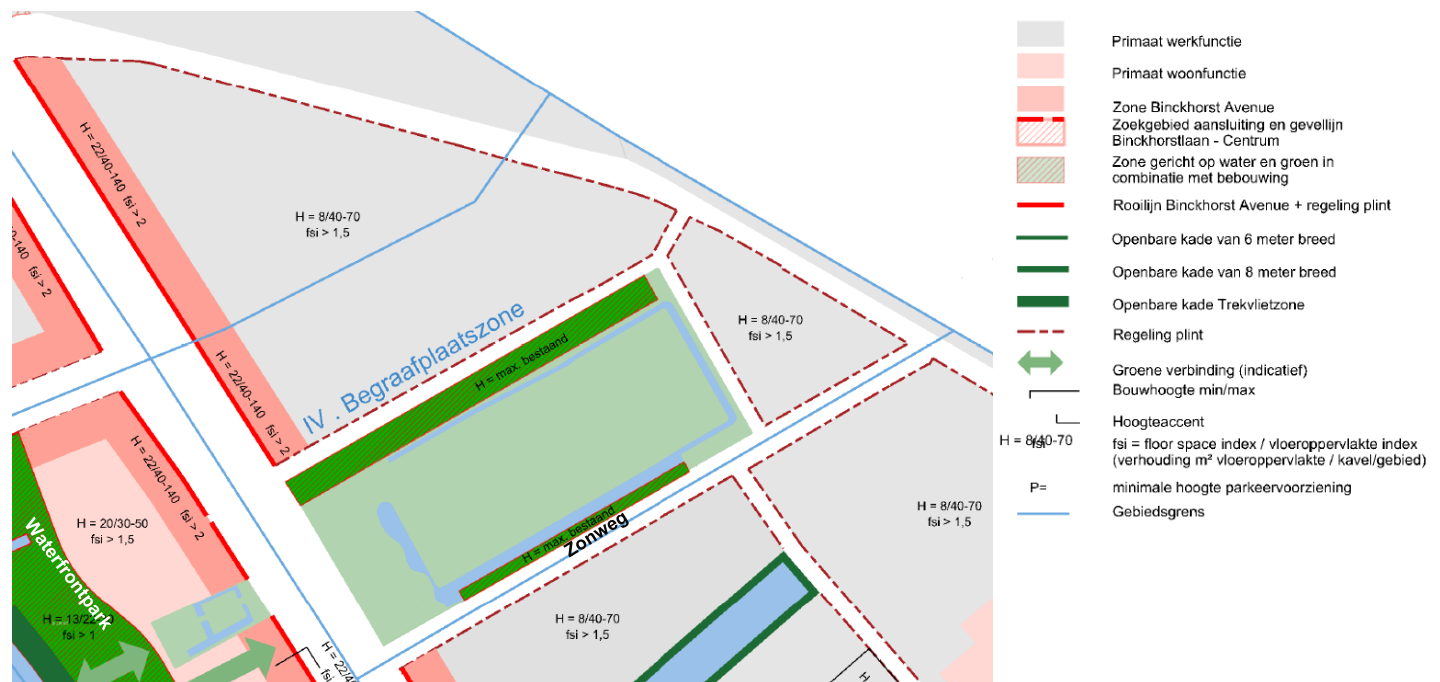 H = 22/40-140 fsi > 2
H = 8/40-70
fsi > 1,5
0-140 fsi > 2
H = 8/40-70
fsi > 1,5
IV . Begraafplaatszone
H = max. bestaand
H = 22/40-140 fsi > 2
H = 22/40-140 fsi > 2
H = 20/30-50
fsi > 1,5
Waterfrontpark
H = max. bestaand
Zonweg
H = 8/40-70
fsi > 1,5
H = 13/22
fsi > 1
H = 8/40-70
fsi > 1,5
H = 22/4
fsi
H
Primaat werkfunctie
Primaat woonfunctie
Zone Binckhorst Avenue
Zoekgebied aansluiting en gevellijn
Binckhorstlaan - Centrum
Zone gericht op water en groen in
combinatie met bebouwing
Rooilijn Binckhorst Avenue + regeling plint
Openbare kade van 6 meter breed
Openbare kade van 8 meter breed
Openbare kade Trekvlietzone
Regeling plint
Groene verbinding (indicatief)
Bouwhoogte min/max
Hoogteaccent
H = 8/40-70
fsi
fsi = floor space index / vloeroppervlakte index
(verhouding m² vloeroppervlakte / kavel/gebied)
P= minimale hoogte parkeervoorziening
Gebiedsgrens